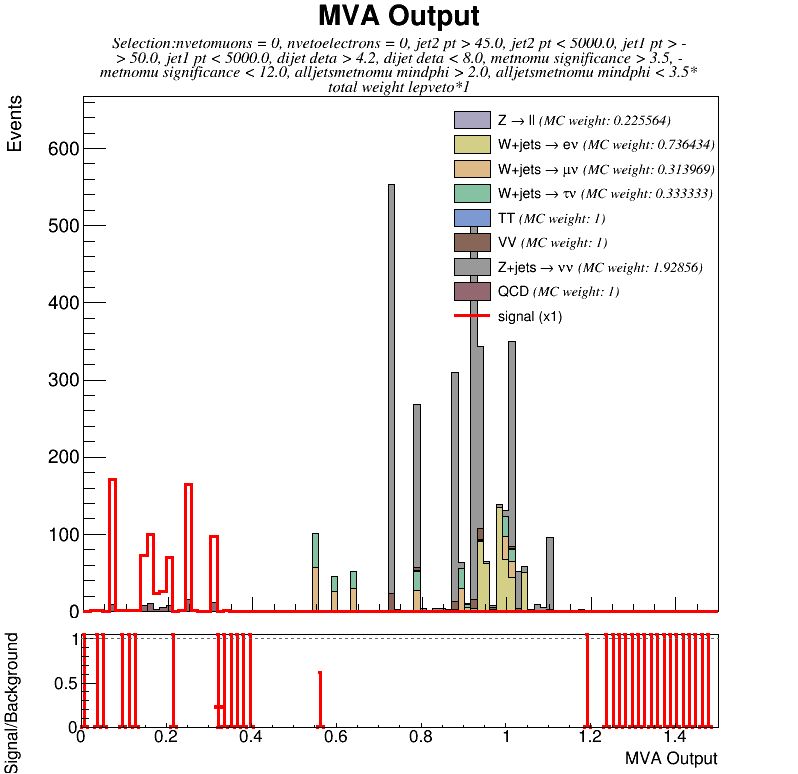 MVA Output
Selection:nvetomuons = 0, nvetoelectrons = 0, jet2 pt > 45.0, jet2 pt < 5000.0, jet1 pt > -
> 50.0, jet1 pt < 5000.0, dijet deta > 4.2, dijet deta < 8.0, metnomu significance > 3.5, -
metnomu significance < 12.0, alljetsmetnomu mindphi > 2.0, alljetsmetnomu mindphi < 3.5*
total weight lepveto*1
Events
600
500
400
300
200
100
0
Z → ll (MC weight: 0.225564)
W+jets → eν (MC weight: 0.736434)
W+jets → μν (MC weight: 0.313969)
W+jets → τν (MC weight: 0.333333)
TT (MC weight: 1)
VV (MC weight: 1)
Z+jets → νν (MC weight: 1.92856)
QCD (MC weight: 1)
signal (x1)
Signal/Background
1
0.5
0
0 0.2 0.4 0.6 0.8 1 1.2 1.4
MVA Output